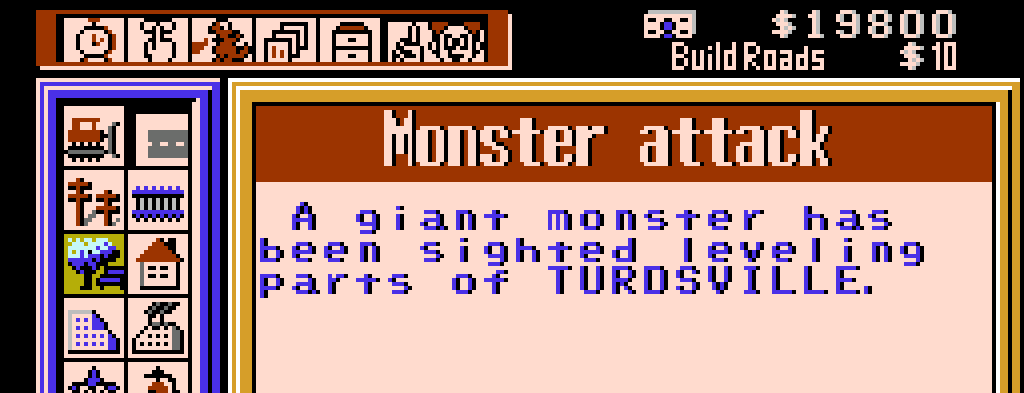 $19800
Build Roads $10
Monster attack
A giant monster has
been sighted leveling
parts of TURDSVILLE.